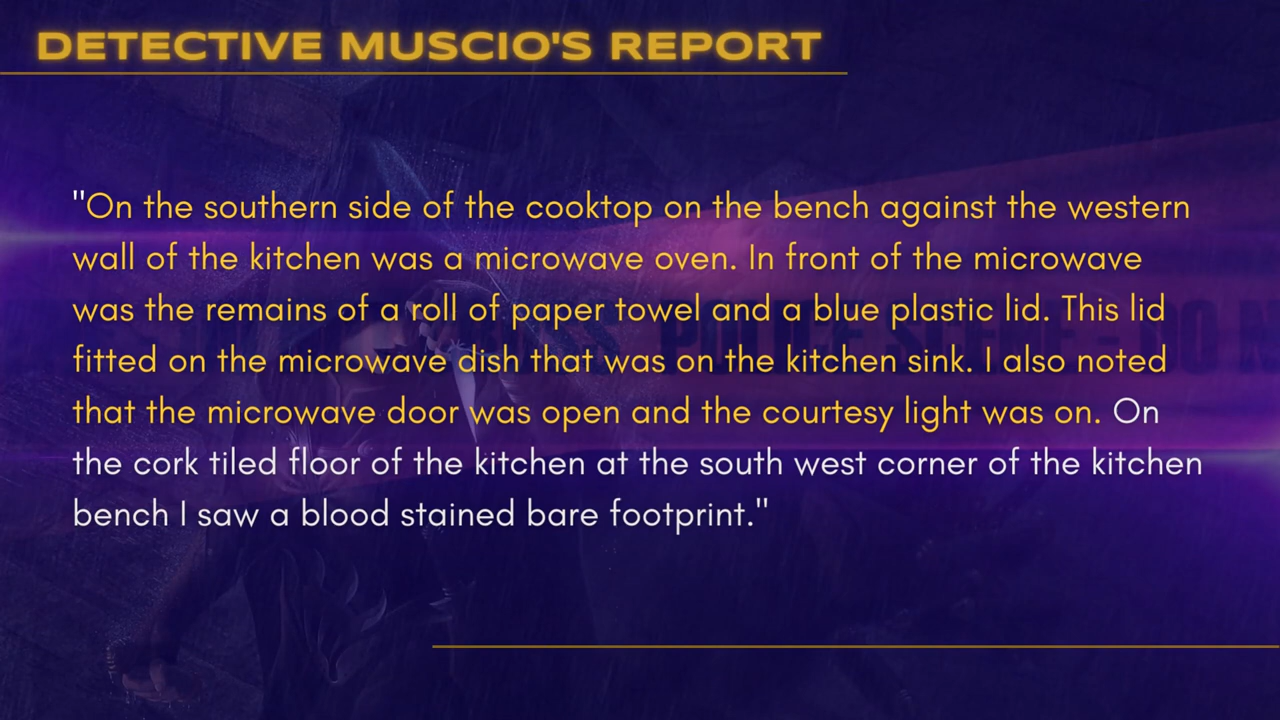 DETECTIVE MUSCIO'S REPORT
"On the southern side of the cooktop on the bench against the western
wall of the kitchen was a microwave oven. In front of the microwave
was the remains of a roll of paper towel and a blue plastic lid. This lid
fitted on the microwave dish that was on the kitchen sink. I also noted
that the microwave door was open and the courtesy light was on. On
the cork tiled floor of the kitchen at the south west corner of the kitchen
bench I saw a blood stained bare footprint."
POLICE SCENE - DO N